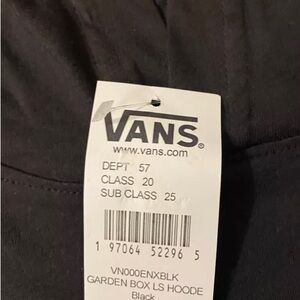 VANS®
www.vans.com
DEPT 57
CLASS 20
SUB CLASS 25
1 97064 52296 5
VN000ENXBLK
GARDEN BOX LS HOODE
Black